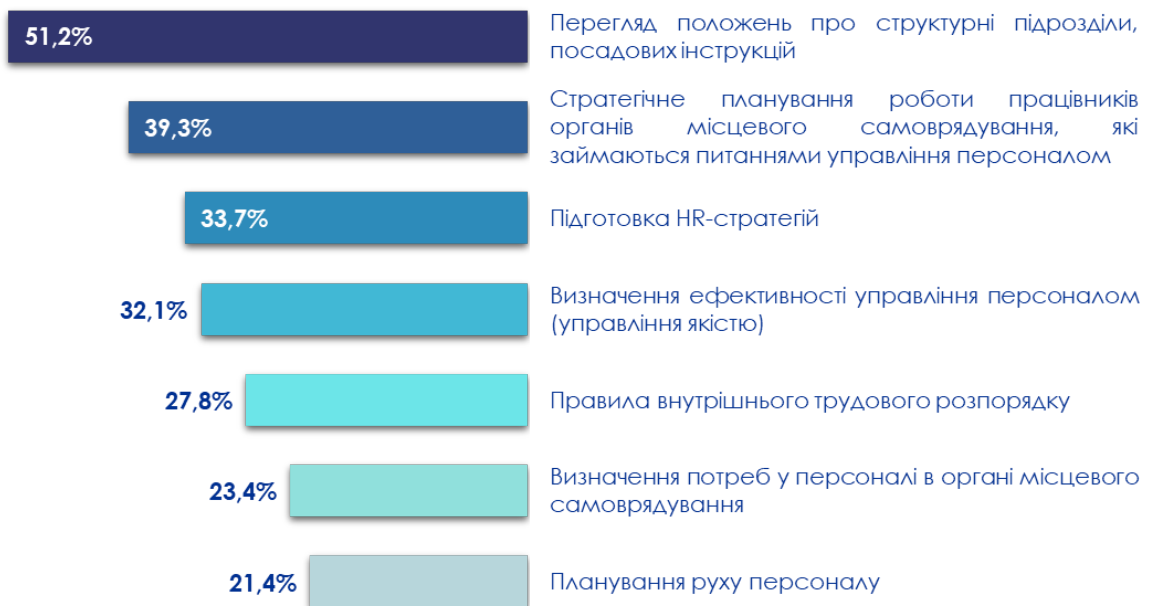 51,2%
Перегляд положень про структурні підрозділи,
посадових інструкцій
39,3%
Стратегічне планування роботи працівників
органів місцевого самоврядування, які
займаються питаннями управління персоналом
33,7%
Підготовка HR-стратегій
32,1%
Визначення ефективності управління персоналом
(управління якістю)
27,8%
Правила внутрішнього трудового розпорядку
23,4%
Визначення потреб у персоналі в органі місцевого
самоврядування
21,4%
Планування руху персоналу